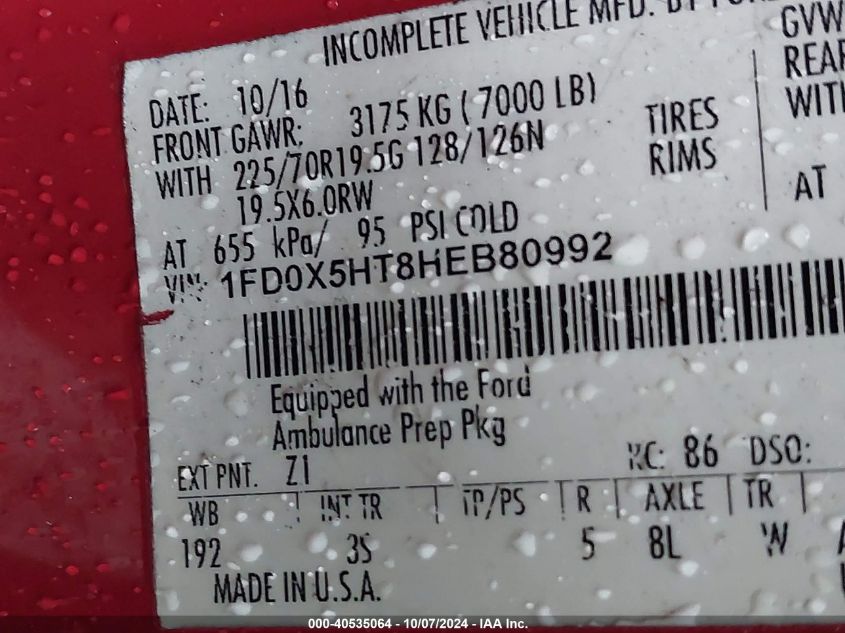 INCOMPLETE VEHICLE MFD. BY
GVW
DATE: 10/16
REAR
FRONT GAWR: 3175 KG ( 7000 LB)
TIRES
WITH
WITH 225/70R19.5G 128/126N
RIMS
19.5X6.0RW
AT
AT 655 kPa/ 95 PSI COLD
VIN: 1FD0X5HT8HEB80992
Equipped with the Ford
Ambulance Prep Pkg
EXT PNT. Z1 RC: 86 DSO:
WB INT TR TP/PS R AXLE TR
192 3S 5 8L W
MADE IN U.S.A.
000-40535064 - 10/07/2024 - IAA Inc.